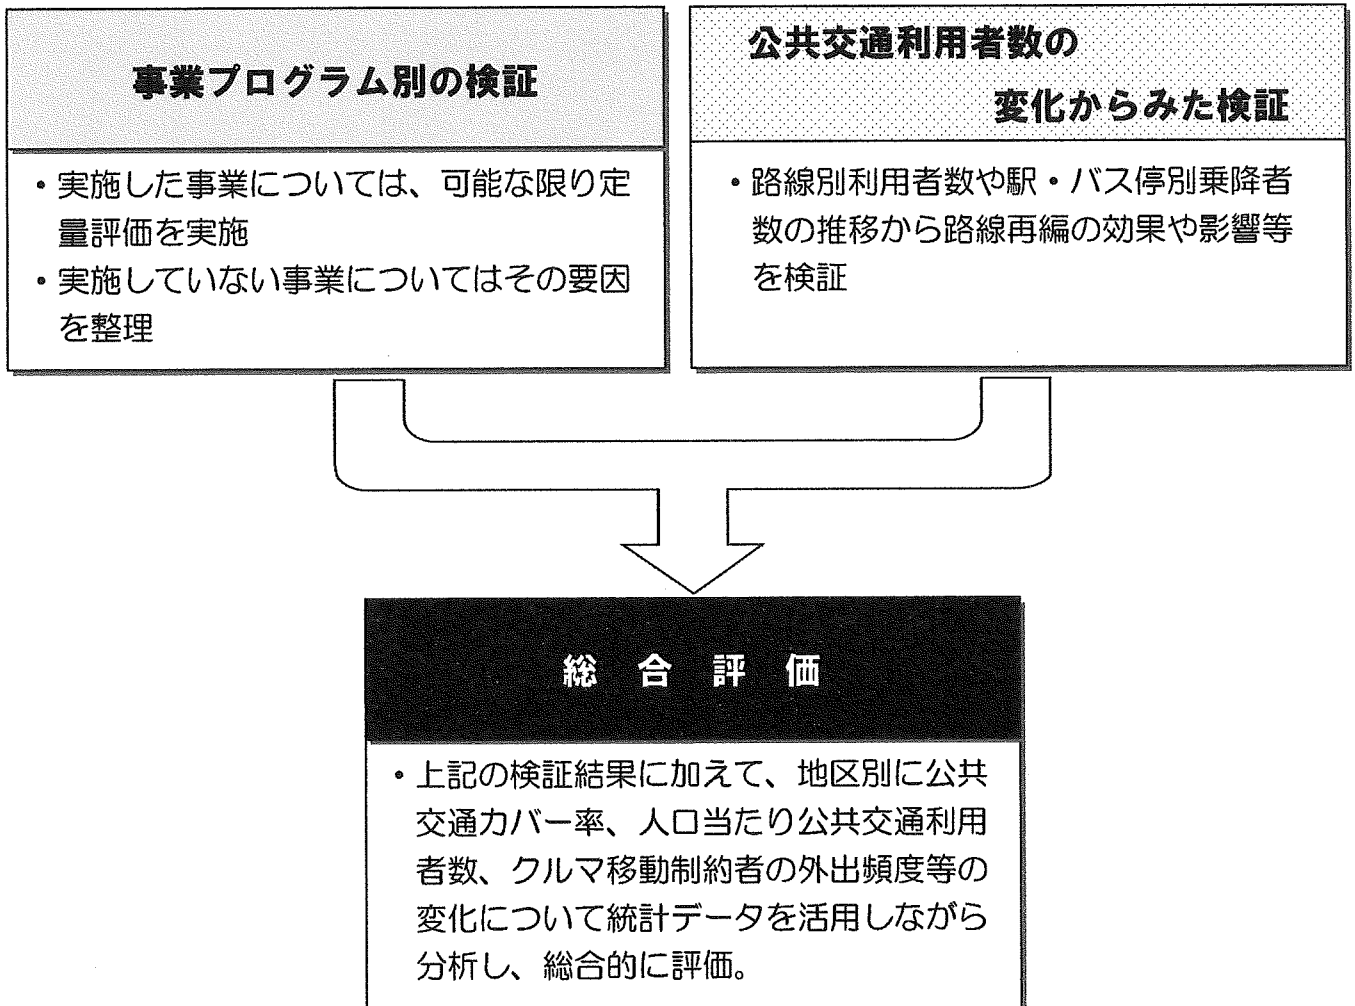 事業プログラム別の検証
・実施した事業については、可能な限り定
量評価を実施
・実施していない事業についてはその要因
を整理
公共交通利用者数の
変化からみた検証
・路線別利用者数や駅・バス停別乗降者
数の推移から路線再編の効果や影響等
を検証
総合評価
・上記の検証結果に加えて、地区別に公共
交通カバー率、人口当たり公共交通利用
者数、クルマ移動制約者の外出頻度等の
変化について統計データを活用しながら
分析し、総合的に評価。